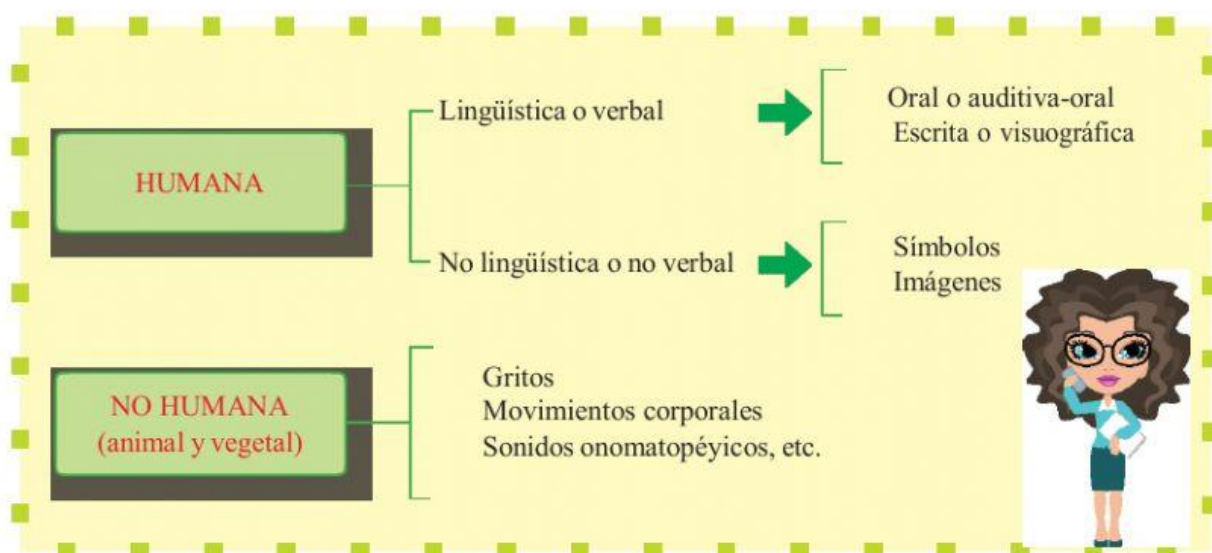 HUMANA
Lingüística o verbal
Oral o auditiva-oral
Escrita o visuográfica
No lingüística o no verbal
Símbolos
Imágenes
NO HUMANA
(animal y vegetal)
Gritos
Movimientos corporales
Sonidos onomatopéyicos, etc.